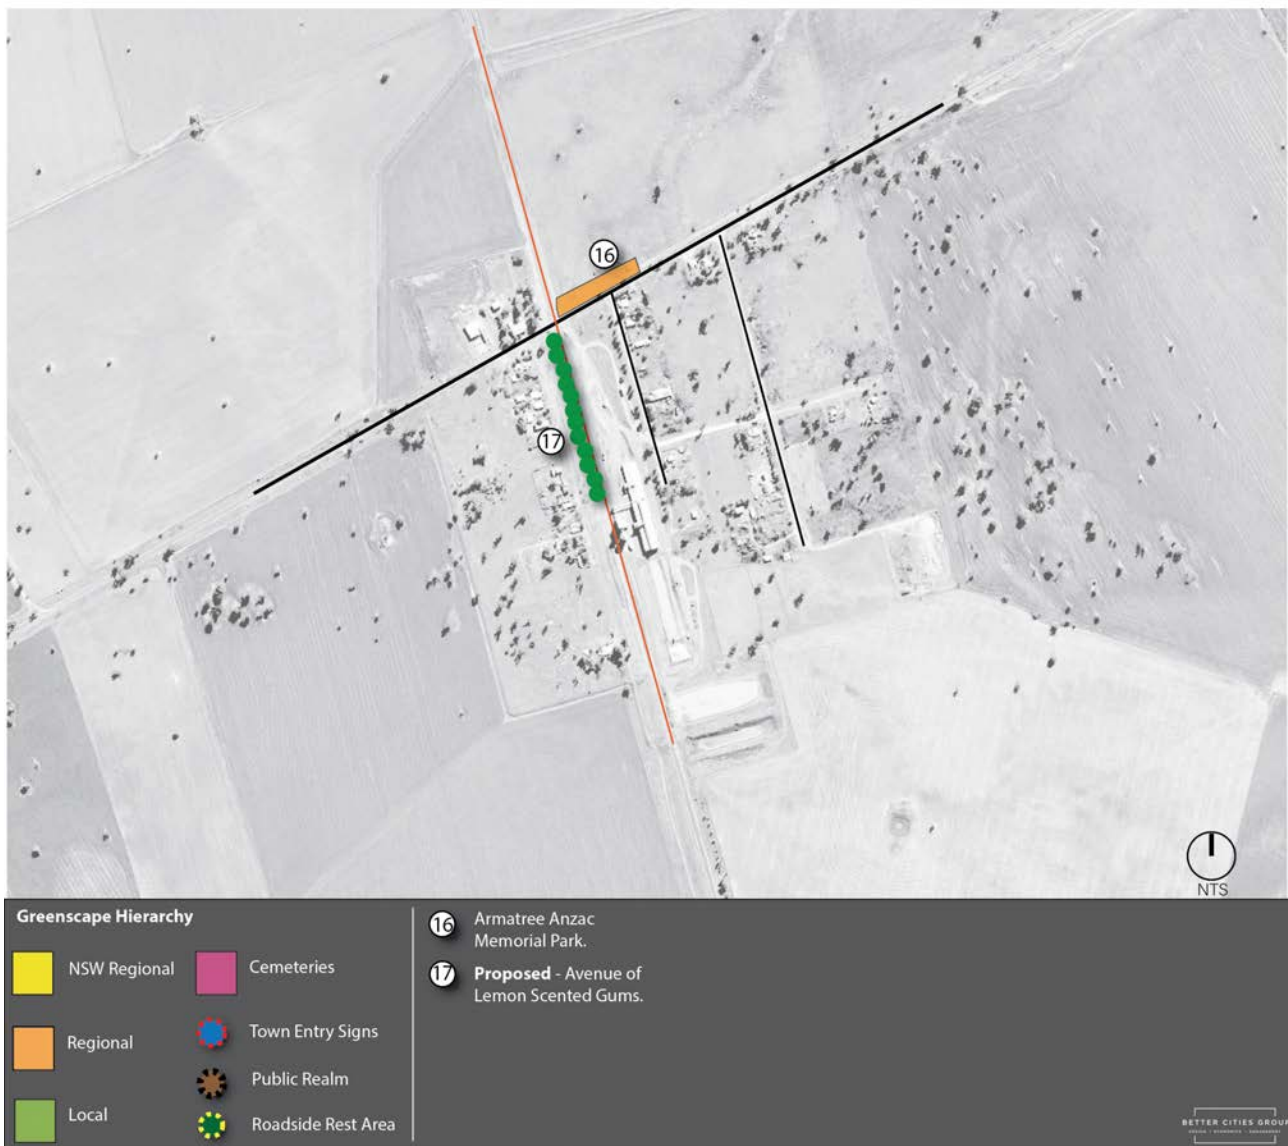 16
17
NTS
Greenscape Hierarchy
NSW Regional
Regional
Local
Cemeteries
Town Entry Signs
Public Realm
Roadside Rest Area
16 Armatree Anzac
Memorial Park.
17 Proposed - Avenue of
Lemon Scented Gums.
BETTER CITIES GROUP